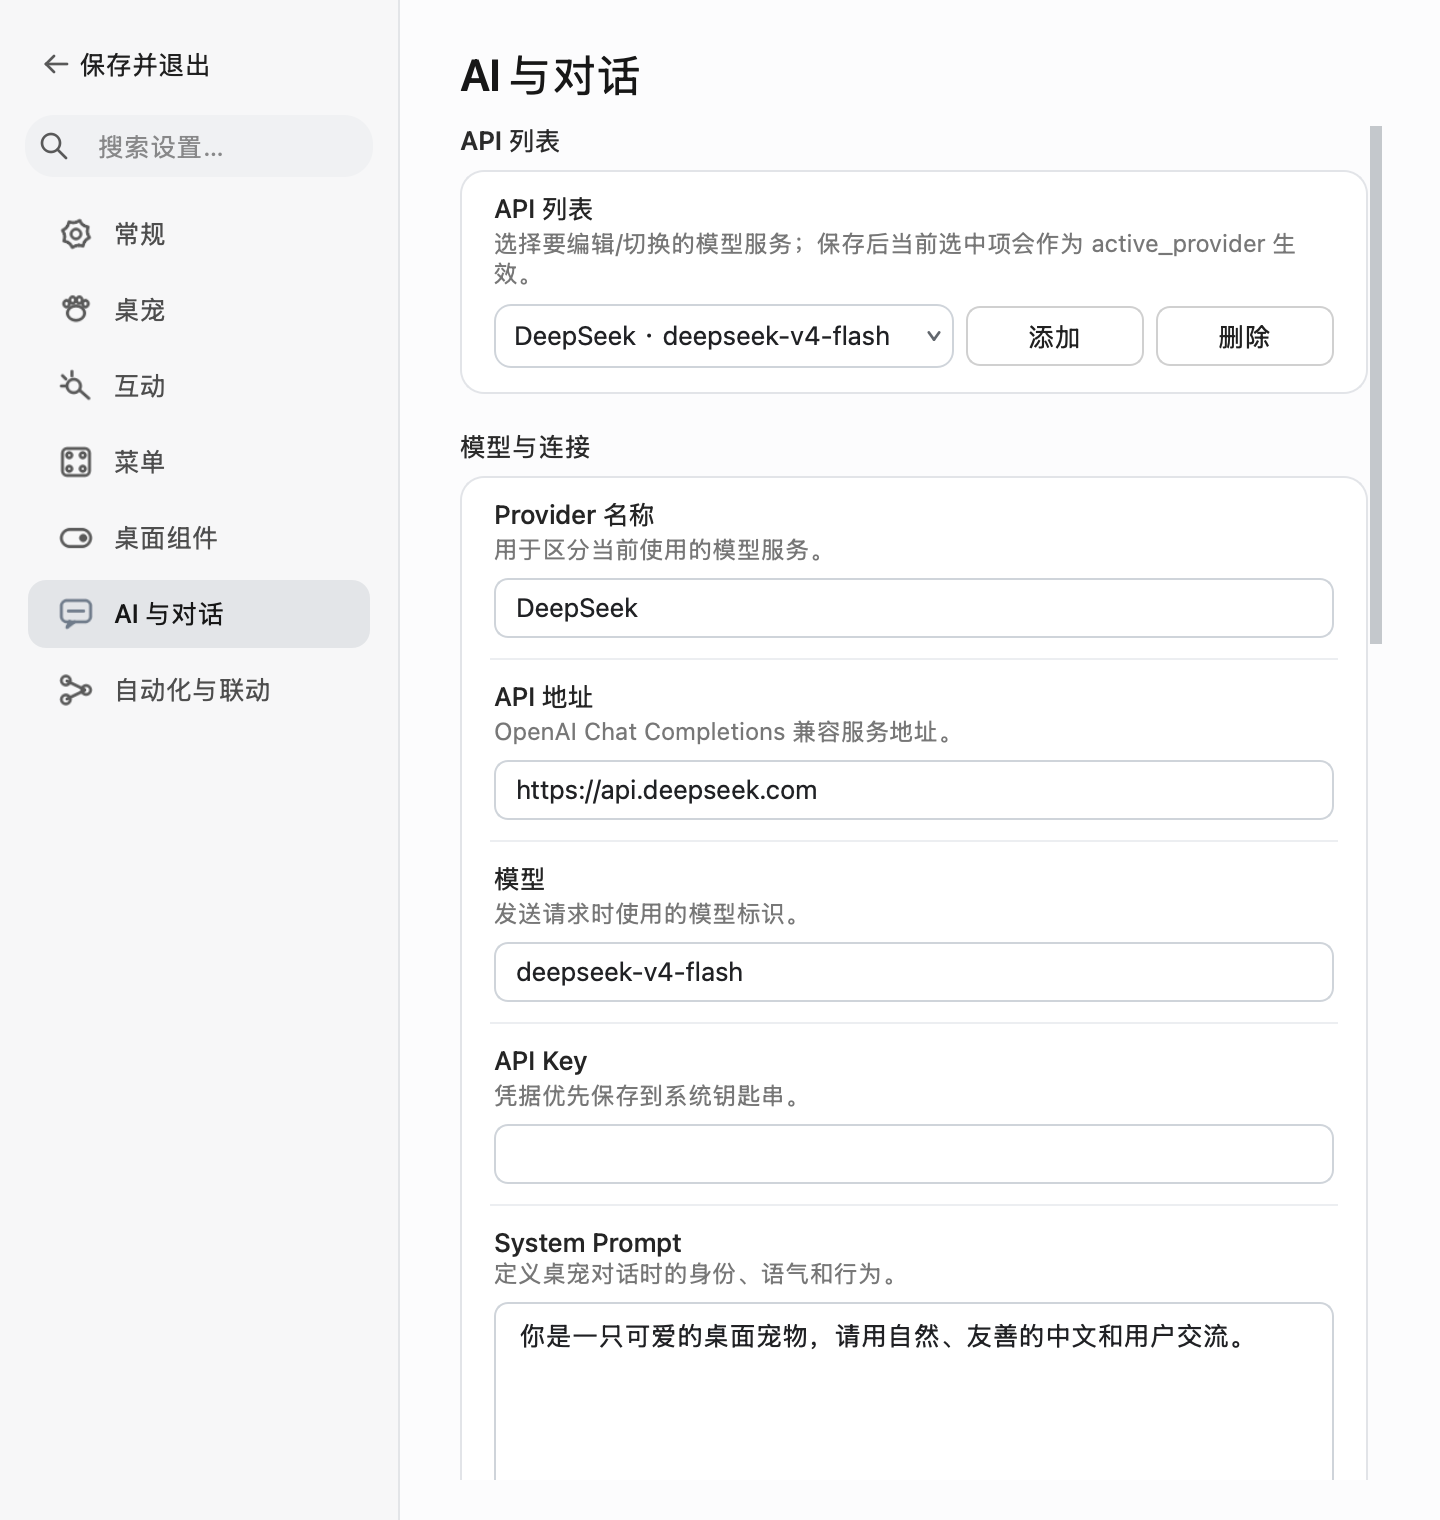 保存并退出
搜索设置...
常规
桌宠
互动
菜单
桌面组件
AI 与对话
自动化与联动
AI 与对话
API 列表
API 列表
选择要编辑/切换的模型服务；保存后当前选中项会作为 active_provider 生
效。
DeepSeek · deepseek-v4-flash
添加
删除
模型与连接
Provider 名称
用于区分当前使用的模型服务。
DeepSeek
API 地址
OpenAI Chat Completions 兼容服务地址。
https://api.deepseek.com
模型
发送请求时使用的模型标识。
deepseek-v4-flash
API Key
凭据优先保存到系统钥匙串。
System Prompt
定义桌宠对话时的身份、语气和行为。
你是一只可爱的桌面宠物，请用自然、友善的中文和用户交流。